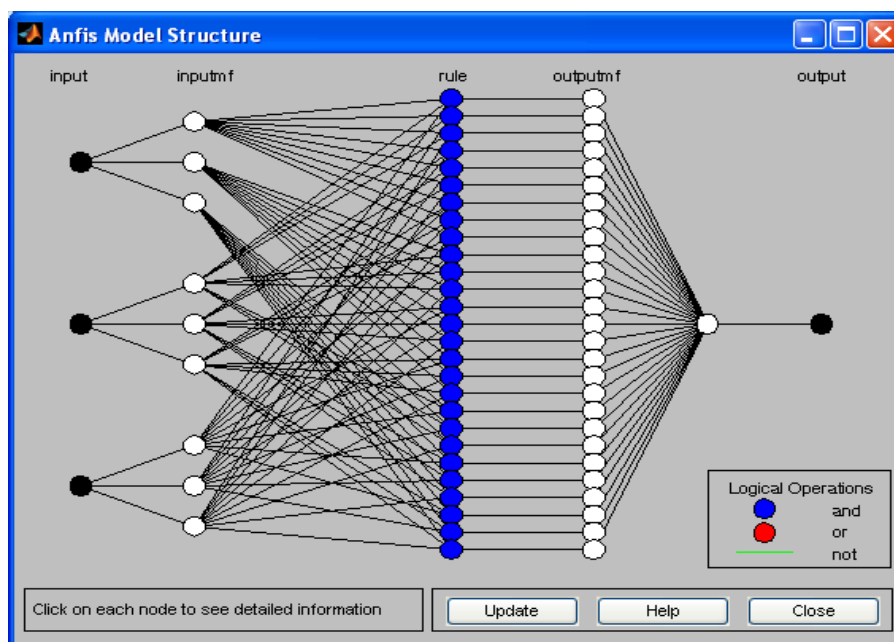 Anfis Model Structure
input inputmf rule outputmf output
Logical Operations
and
or
not
Click on each node to see detailed information
Update Help Close